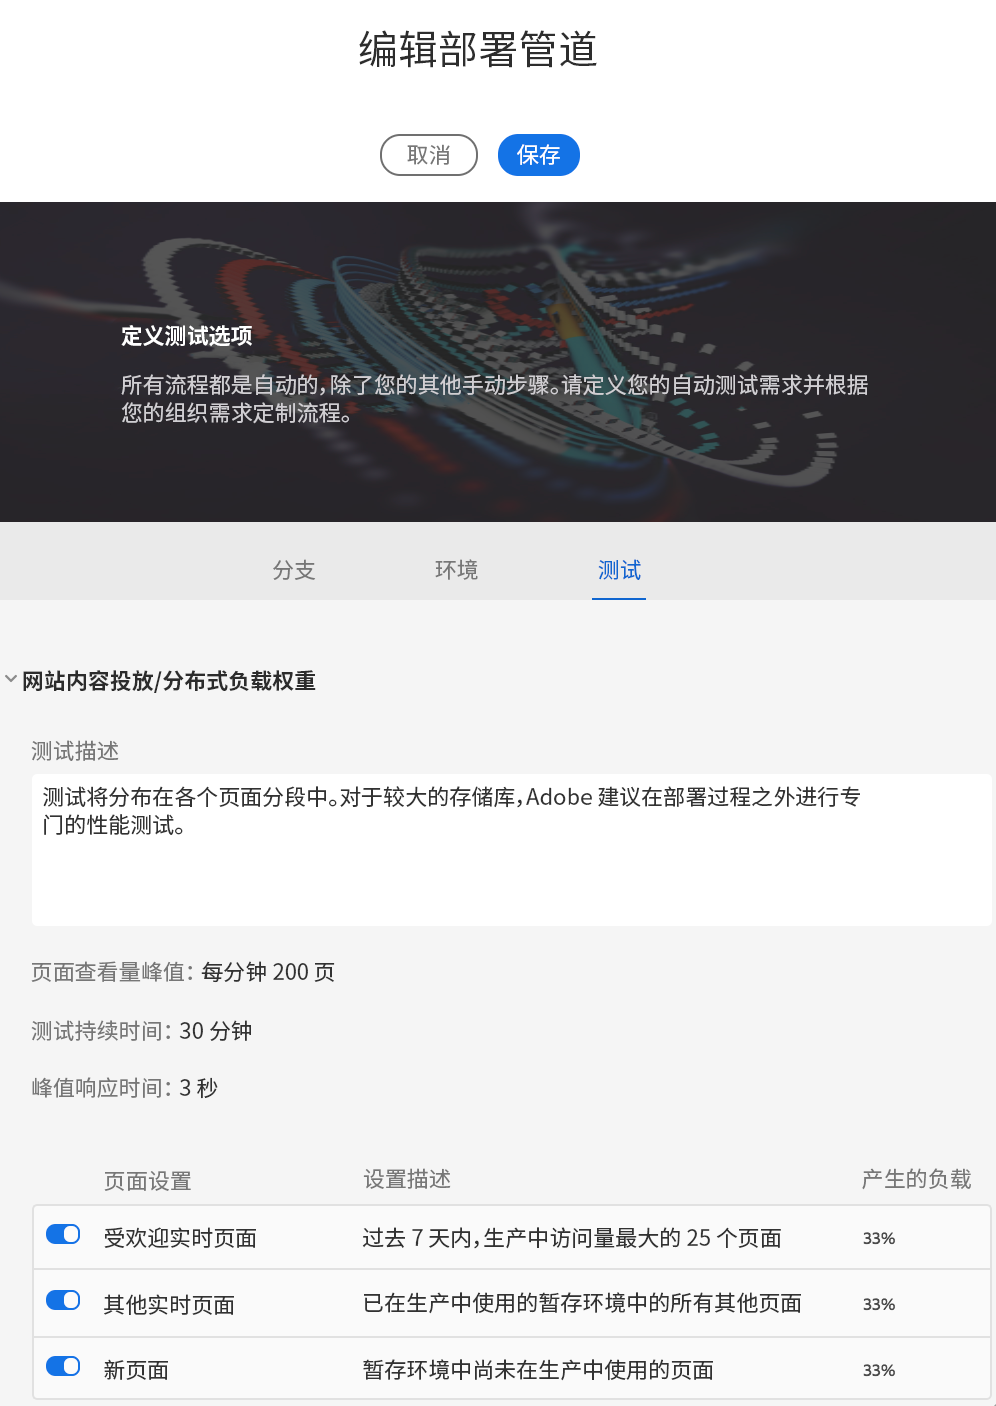 编辑部署管道
取消
保存
定义测试选项
所有流程都是自动的，除了您的其他手动步骤。请定义您的自动测试需求并根据
您的组织需求定制流程。
分支
环境
测试
网站内容投放/分布式负载权重
测试描述
测试将分布在各个页面分段中。对于较大的存储库，Adobe 建议在部署过程之外进行专
门的性能测试。
页面查看量峰值：每分钟 200 页
测试持续时间：30 分钟
峰值响应时间：3 秒
页面设置 设置描述 产生的负载
受欢迎实时页面 过去 7 天内，生产中访问量最大的 25 个页面 33%
其他实时页面 已在生产中使用的暂存环境中的所有其他页面 33%
新页面 暂存环境中尚未在生产中使用的页面 33%